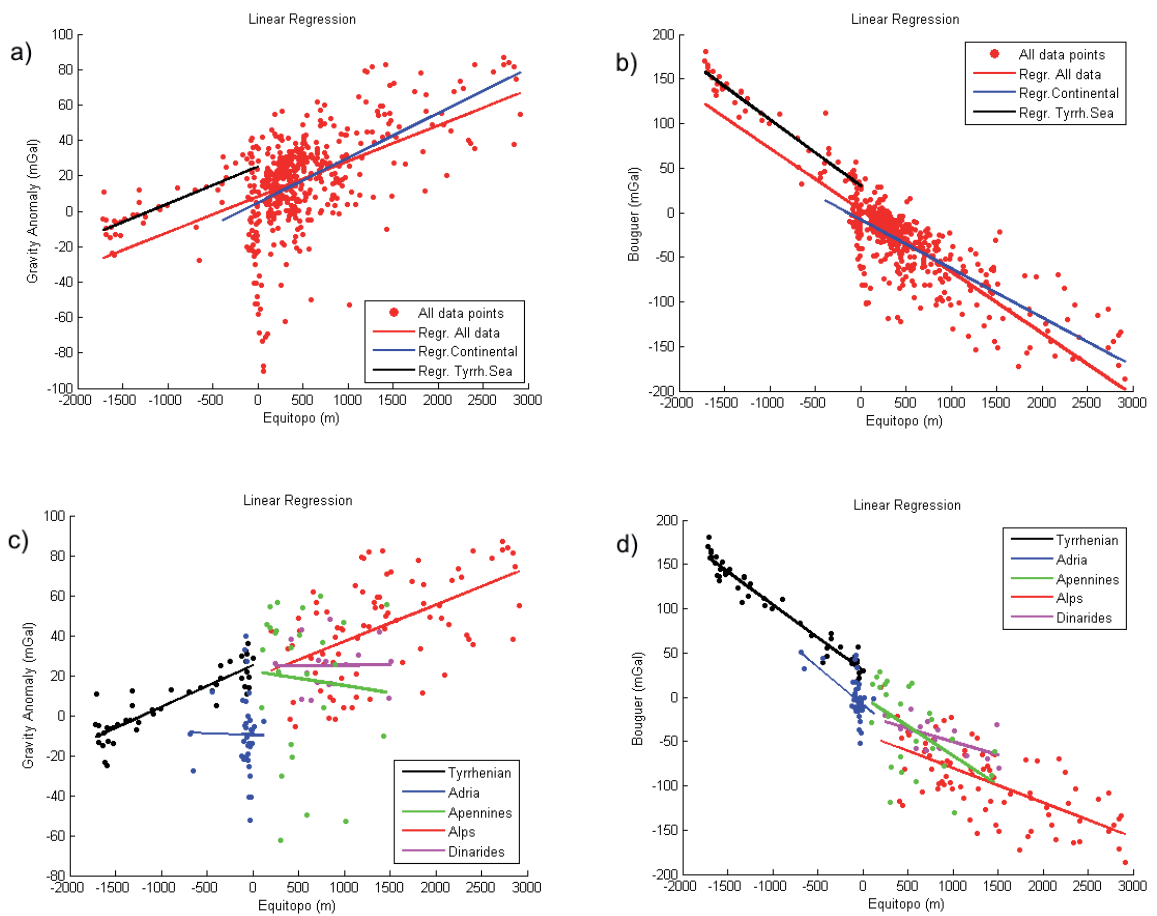 a)
Linear Regression
Gravity Anomaly (mGal)
100
80
60
40
20
0
-20
-40
-60
-80
-100
-2000 -1500 -1000 -500 0 500 1000 1500 2000 2500 3000
Equitopo (m)
All data points
Regr. All data
Regr.Continental
Regr. Tyrrh.Sea
b)
Linear Regression
Bouguer (mGal)
200
150
100
50
0
-50
-100
-150
-200
-2000 -1500 -1000 -500 0 500 1000 1500 2000 2500 3000
Equitopo (m)
All data points
Regr. All data
Regr.Continental
Regr. Tyrrh.Sea
c)
Linear Regression
Gravity Anomaly (mGal)
100
80
60
40
20
0
-20
-40
-60
-80
-2000 -1500 -1000 -500 0 500 1000 1500 2000 2500 3000
Equitopo (m)
Tyrrhenian
Adria
Apennines
Alps
Dinarides
d)
Linear Regression
Bouguer (mGal)
200
150
100
50
0
-50
-100
-150
-200
-2000 -1500 -1000 -500 0 500 1000 1500 2000 2500 3000
Equitopo (m)
Tyrrhenian
Adria
Apennines
Alps
Dinarides